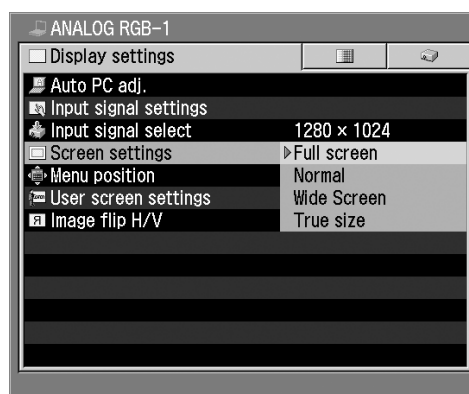 ANALOG RGB-1
Display settings
Auto PC adj.
Input signal settings
Input signal select 1280 × 1024
Screen settings Full screen
Menu position Normal
User screen settings Wide Screen
Image flip H/V True size